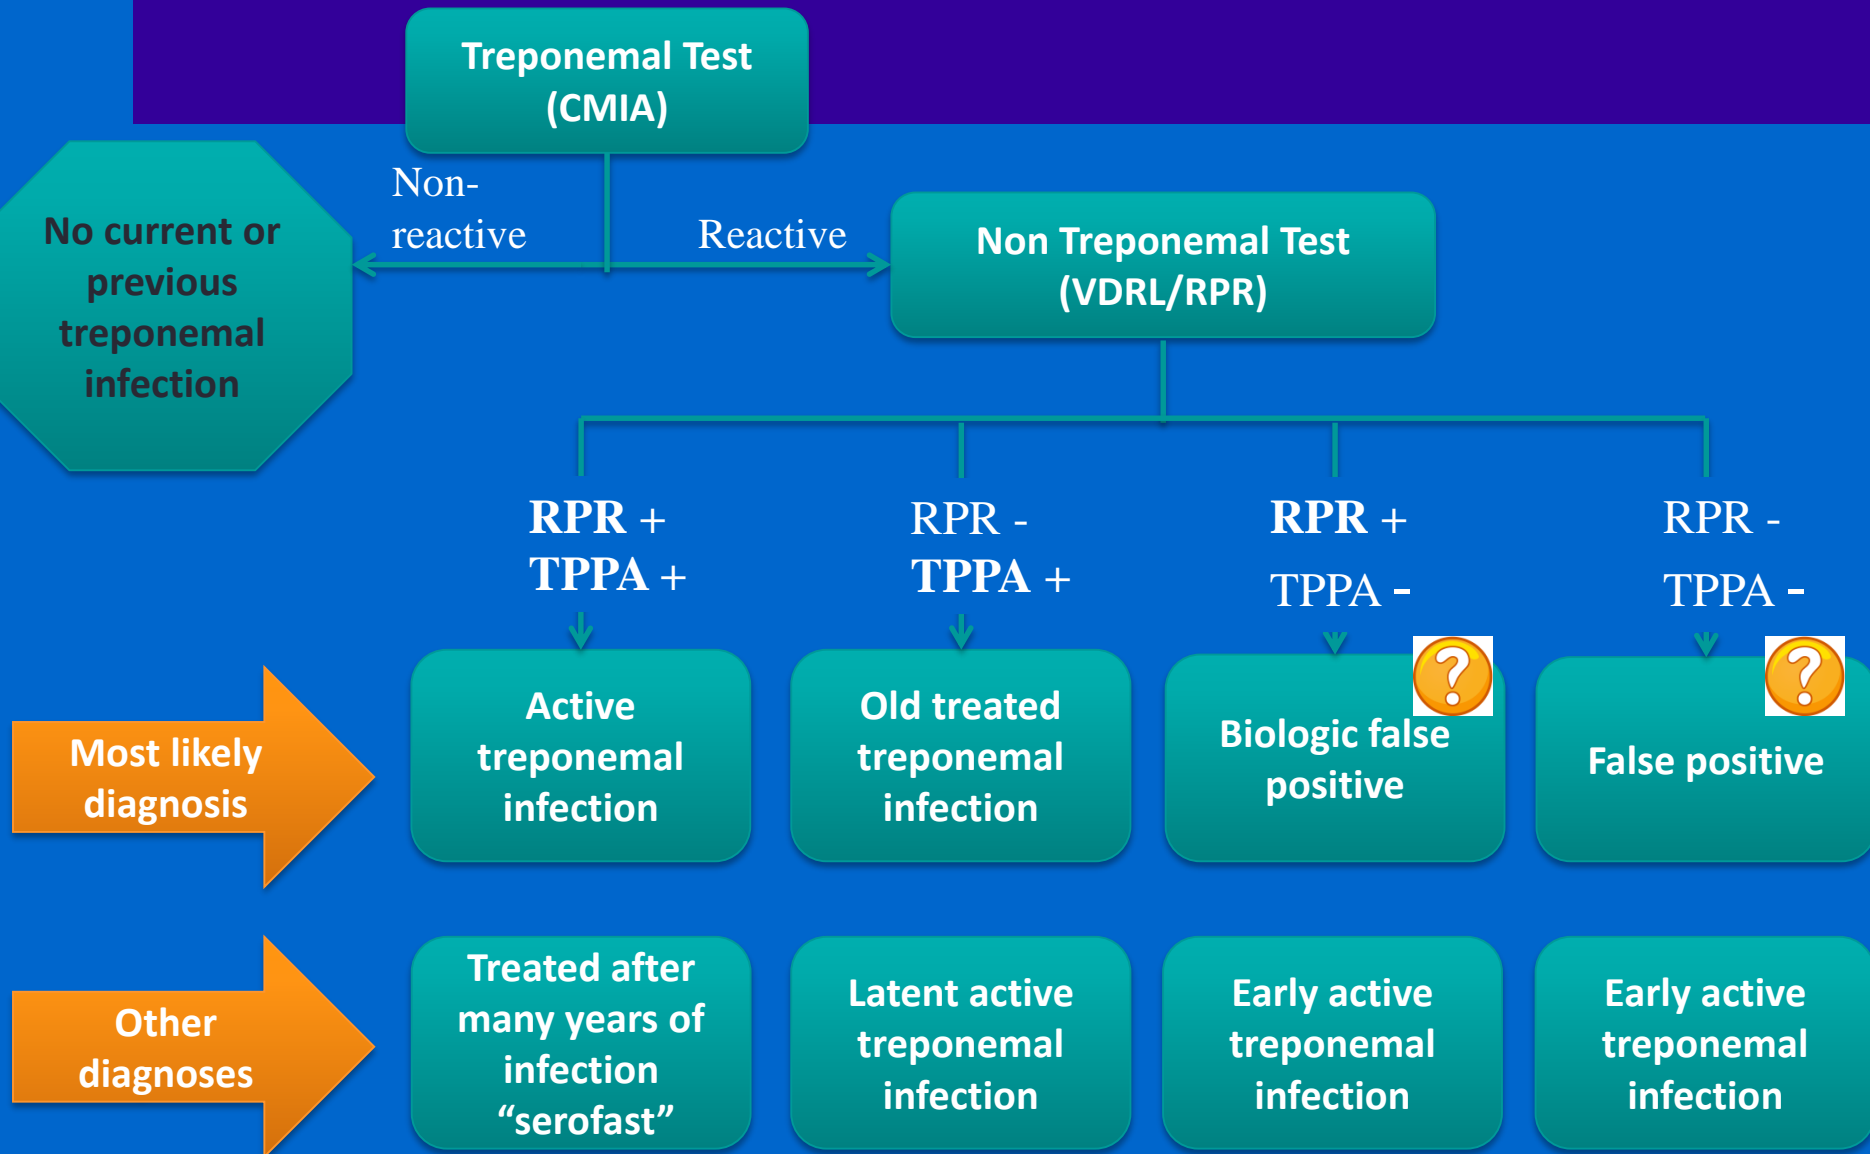 Treponemal Test
(CMIA)
Non-
reactive
Reactive
No current or
previous
treponemal
infection
Non Treponemal Test
(VDRL/RPR)
RPR +
TPPA +
RPR -
TPPA +
RPR +
TPPA -
RPR -
TPPA -
Most likely
diagnosis
Active
treponemal
infection
Old treated
treponemal
infection
?
Biologic false
positive
?
False positive
Other
diagnoses
Treated after
many years of
infection
“serofast”
Latent active
treponemal
infection
Early active
treponemal
infection
Early active
treponemal
infection